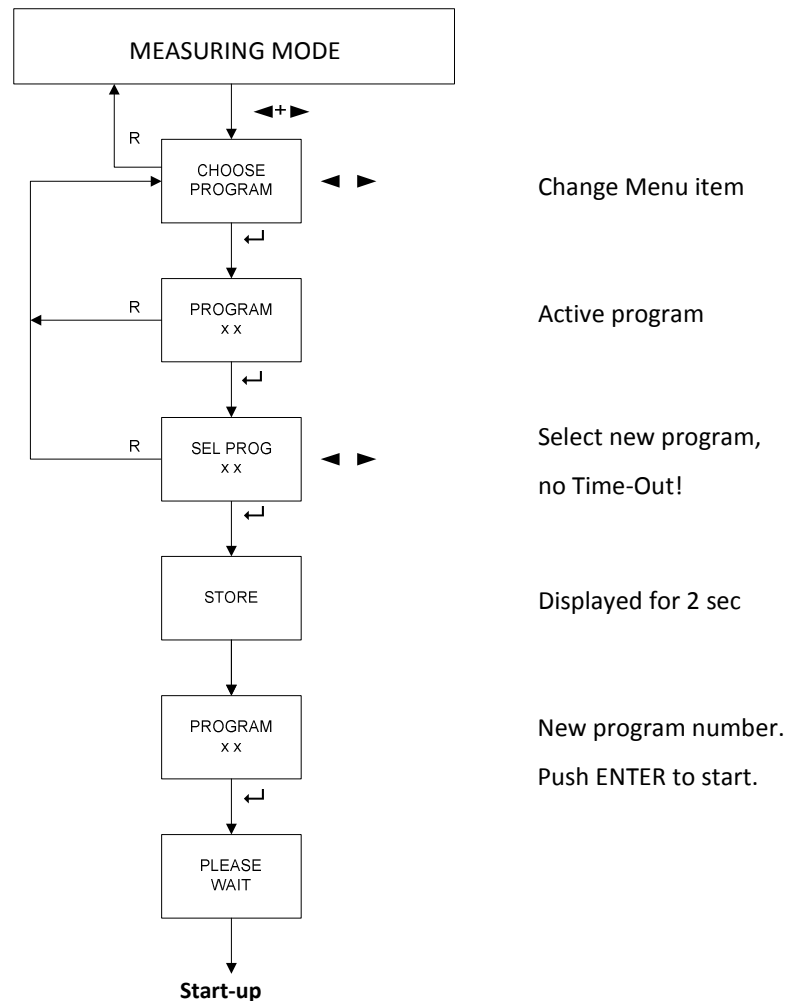 MEASURING MODE
◄+►
R
CHOOSE
PROGRAM
◄ ►
Change Menu item
↵
R
PROGRAM
x x
Active program
↵
R
SEL PROG
x x
◄ ►
Select new program,
no Time-Out!
↵
STORE
Displayed for 2 sec
PROGRAM
x x
New program number.
Push ENTER to start.
↵
PLEASE
WAIT
Start-up